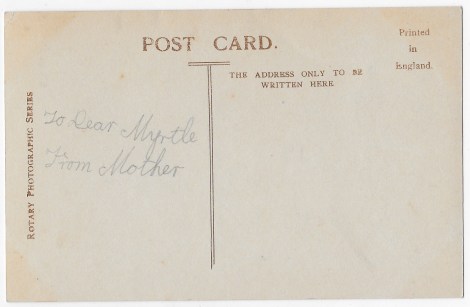 POST CARD.
Printed
in
England.
THE ADDRESS ONLY TO BE
WRITTEN HERE
To Dear Myrtle
From Mother
ROTARY PHOTOGRAPHIC SERIES